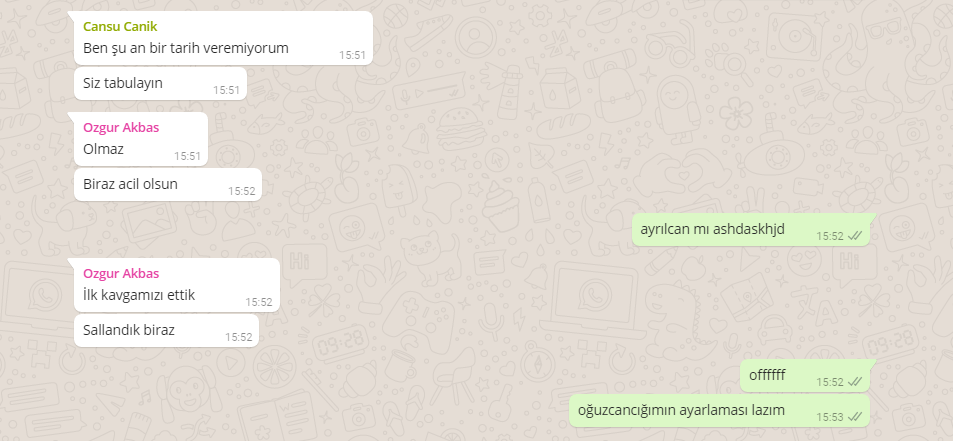 Cansu Canik
Ben şu an bir tarih veremiyorum
15:51
Siz tabulayın
15:51
Ozgur Akbas
Olmaz
15:51
Biraz acil olsun
15:52
ayrılcan mı ashdaskhjd
15:52
Ozgur Akbas
İlk kavgamızı ettik
15:52
Sallandık biraz
15:52
offffff
15:52
oğuzcancığımın ayarlaması lazım
15:53